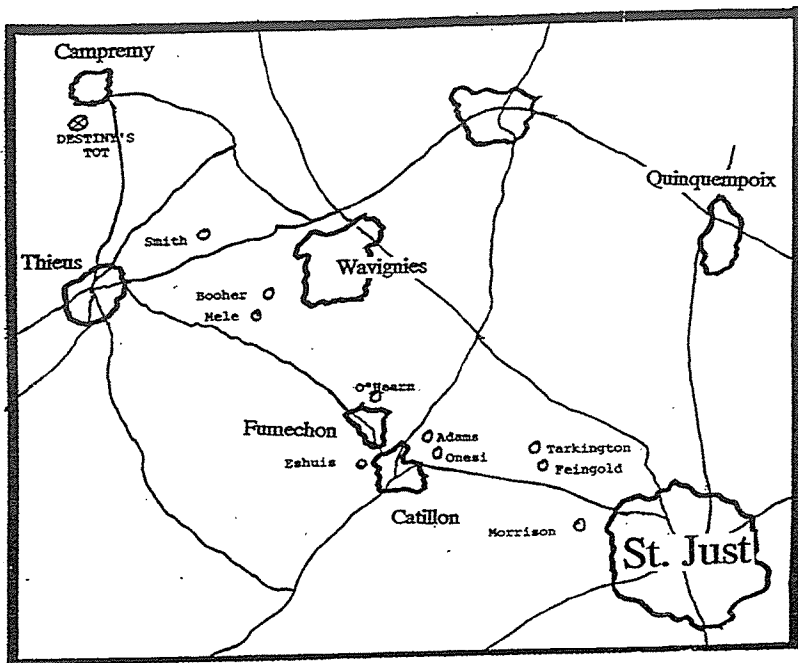 Campremy
DESTINY'S
TOT
Quinquempoix
Smith
Thieus
Wavignies
Booher
Mele
O'Hearn
Fumechon
Adams
Onesi
Tarkington
Feingold
Eshuis
Catillon
Morrison
St. Just